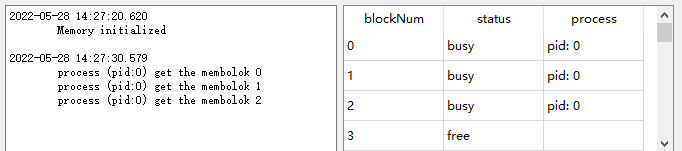 2022-05-28 14:27:20.620
Memory initialized
2022-05-28 14:27:30.579
process (pid:0) get the membolok 0
process (pid:0) get the membolok 1
process (pid:0) get the membolok 2
blockNum status process
0 busy pid: 0
1 busy pid: 0
2 busy pid: 0
3 free